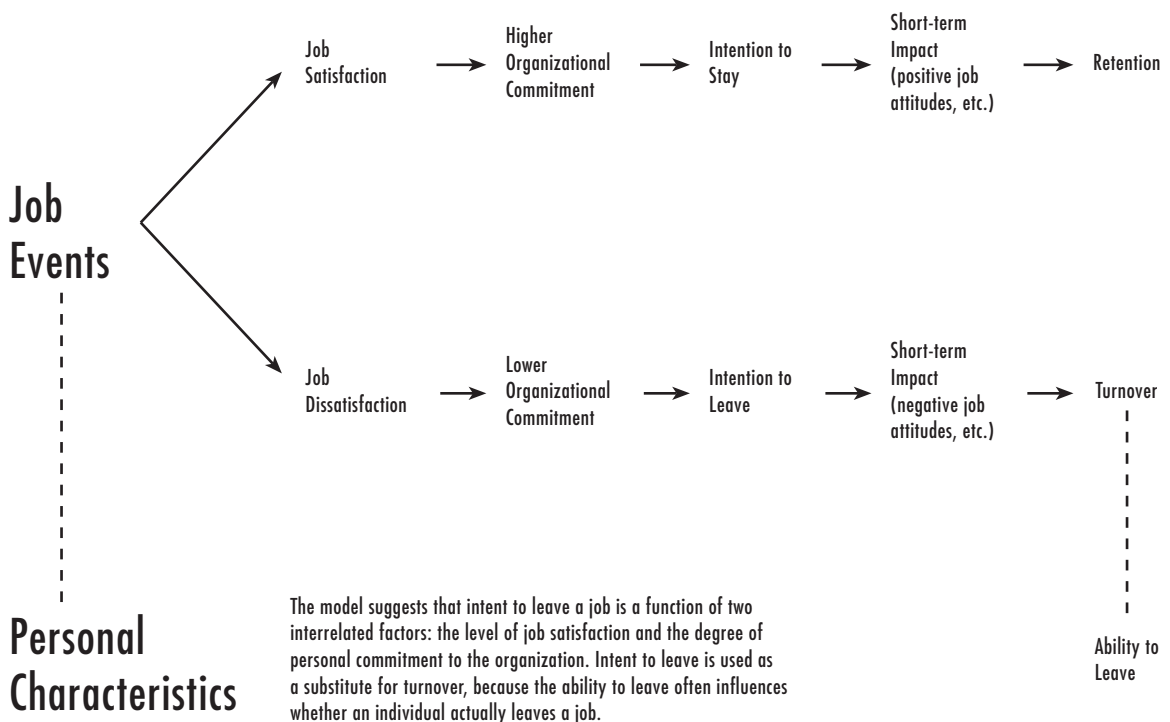 Job
Satisfaction
Higher
Organizational
Commitment
Intention to
Stay
Short-term
Impact
(positive job
attitudes, etc.)
Retention
Job
Events
Job
Dissatisfaction
Lower
Organizational
Commitment
Intention to
Leave
Short-term
Impact
(negative job
attitudes, etc.)
Turnover
Personal
Characteristics
The model suggests that intent to leave a job is a function of two
interrelated factors: the level of job satisfaction and the degree of
personal commitment to the organization. Intent to leave is used as
a substitute for turnover, because the ability to leave often influences
whether an individual actually leaves a job.
Ability to
Leave